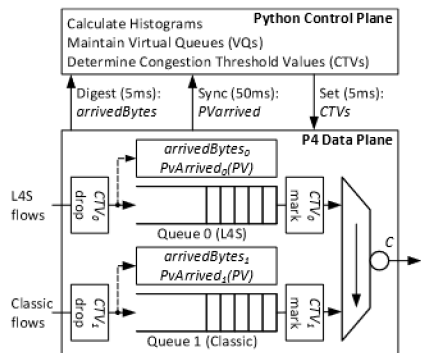 Python Control Plane
Calculate Histograms
Maintain Virtual Queues (VQs)
Determine Congestion Threshold Values (CTVs)
Digest (5ms):
arrivedBytes
Sync (50ms):
PVarrived
Set (5ms):
CTVs
P4 Data Plane
arrivedBytes₀
PvArrived₀(PV)
L4S
flows
CTV₀
drop
CTV₀
mark
Queue 0 (L4S)
C
arrivedBytes₁
PvArrived₁(PV)
Classic
flows
CTV₁
drop
CTV₁
mark
Queue 1 (Classic)